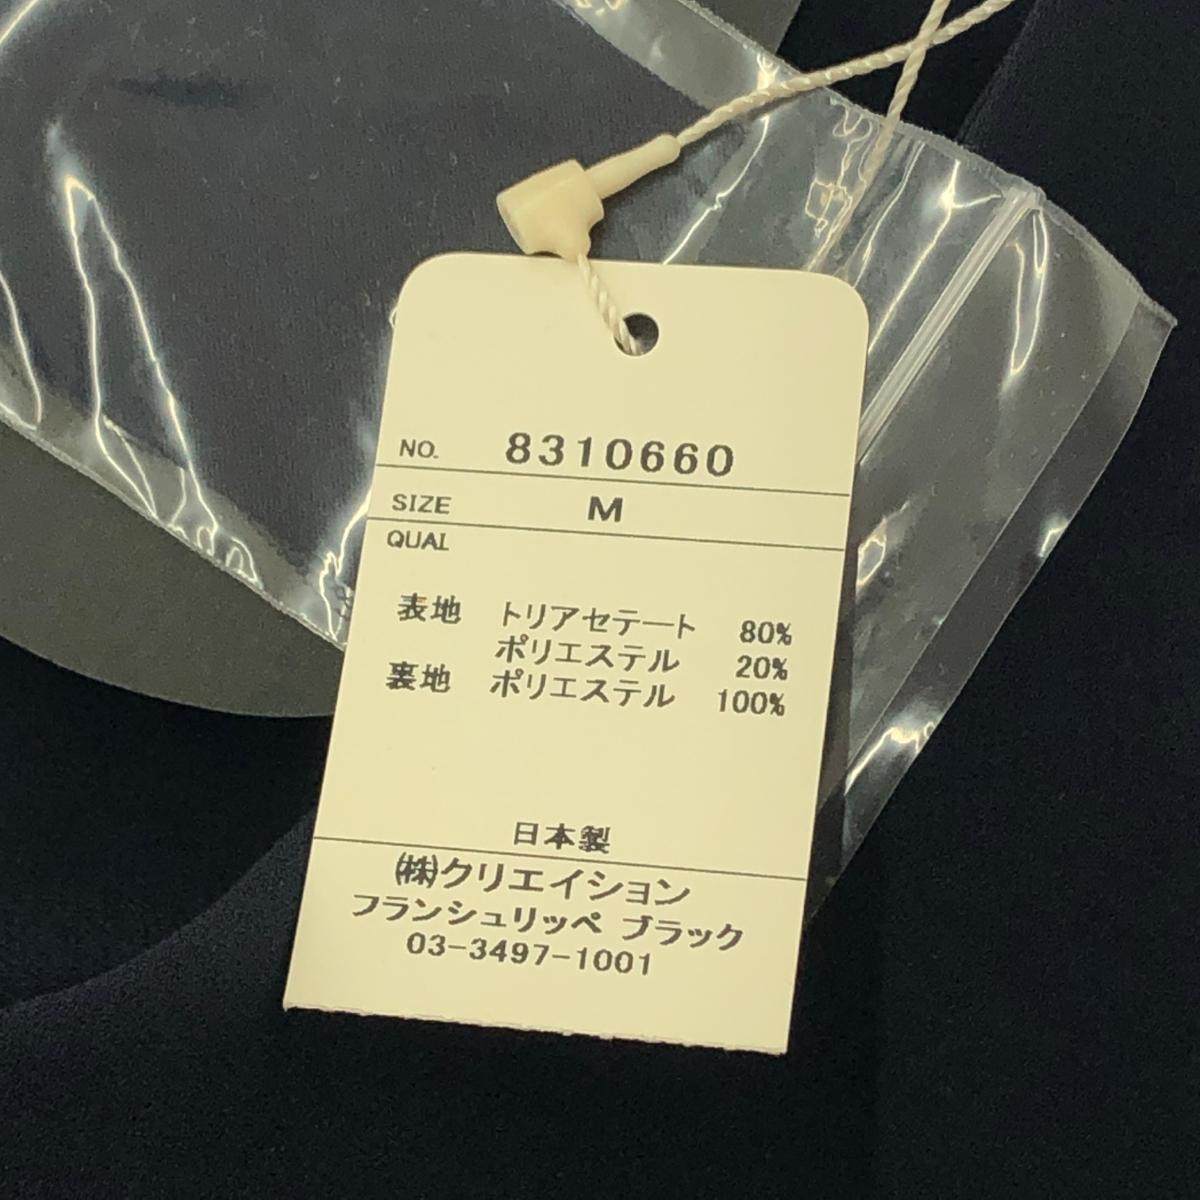 NO. 8310660
SIZE M
QUAL
表地 トリアセテート 80%
ポリエステル 20%
裏地 ポリエステル 100%
日本製
㈱クリエイション
フランシュリッペ ブラック
03-3497-1001